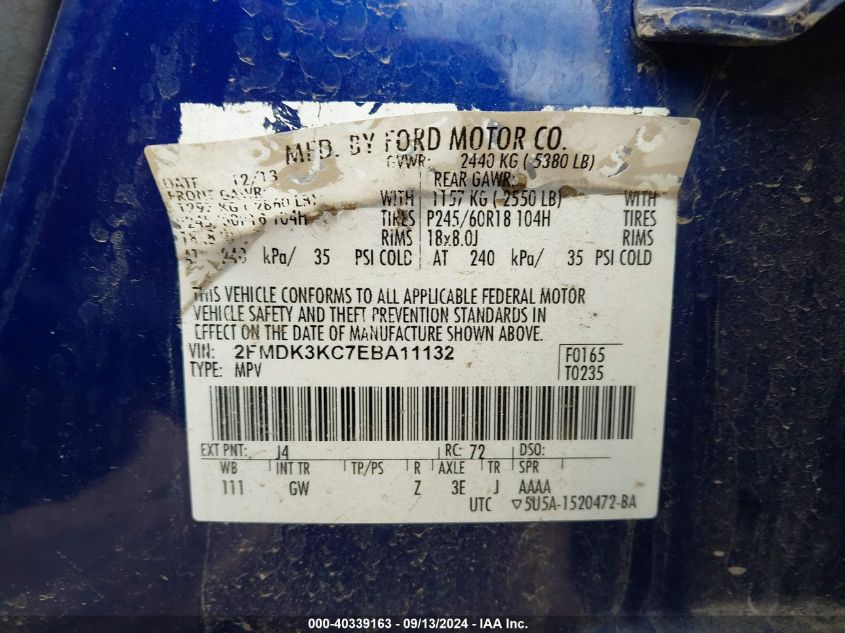 MFD. BY FORD MOTOR CO.
DATE 12/13 GVWR: 2440 KG ( 5380 LB)
FRONT GAWR: REAR GAWR:
WITH 1157 KG ( 2550 LB) WITH
18 104H TIRES P245/60R18 104H TIRES
RIMS 18x8.0J RIMS
AT kPa/ 35 PSI COLD AT 240 kPa/ 35 PSI COLD
THIS VEHICLE CONFORMS TO ALL APPLICABLE FEDERAL MOTOR
VEHICLE SAFETY AND THEFT PREVENTION STANDARDS IN
EFFECT ON THE DATE OF MANUFACTURE SHOWN ABOVE.
VIN: 2FMDK3KC7EBA11132 F0165
TYPE: MPV T0235
EXT PNT: J4 RC: 72 DSO:
WB INT TR TP/PS R AXLE TR SPR
111 GW Z 3E J AAAA
UTC ▽5U5A-1520472-BA
000-40339163 - 09/13/2024 - IAA Inc.